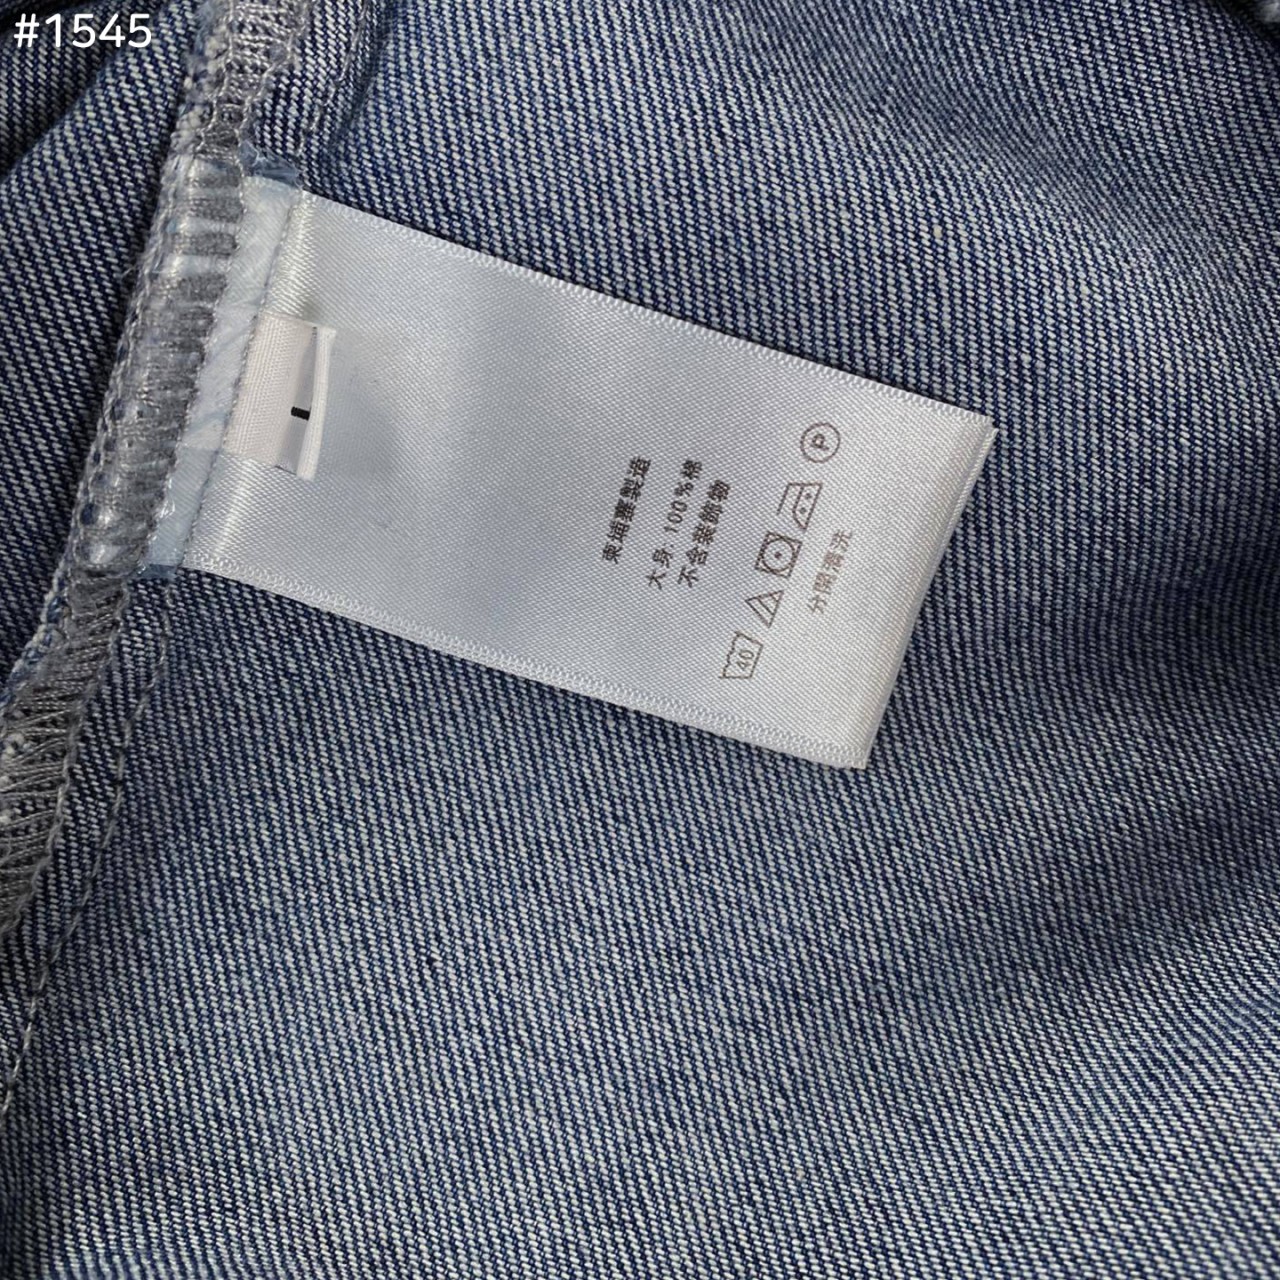 #1545
柬埔寨製造
大身 100%棉
不含裝飾物
40
P
分開清洗